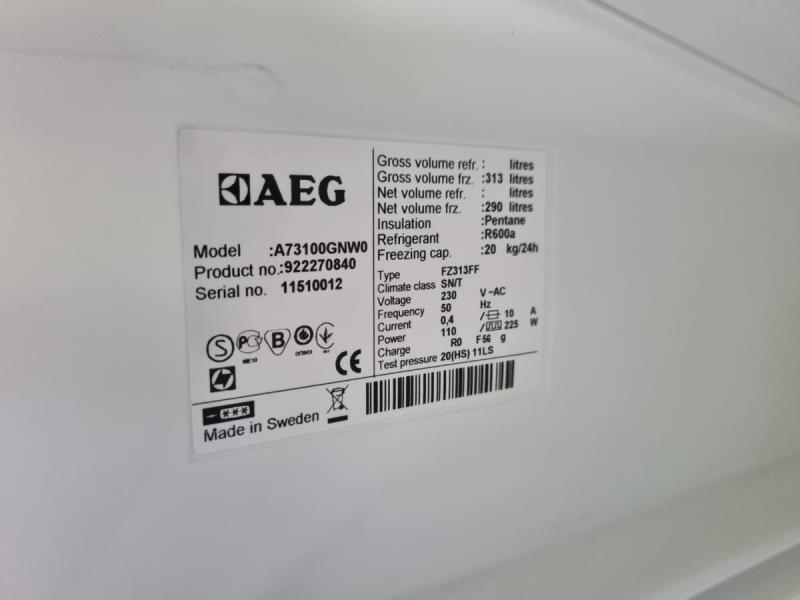 AEG
Model :A73100GNW0
Product no.:922270840
Serial no. 11510012
Made in Sweden
Gross volume refr. : litres
Gross volume frz. :313 litres
Net volume refr. : litres
Net volume frz. :290 litres
Insulation :Pentane
Refrigerant :R600a
Freezing cap. :20 kg/24h
Type FZ313FF
Climate class SN/T
Voltage 230 V ~AC
Frequency 50 Hz
Current 0,4 / 10 A
Power 110 / 225 W
Charge R0 F56 g
Test pressure 20(HS) 11LS